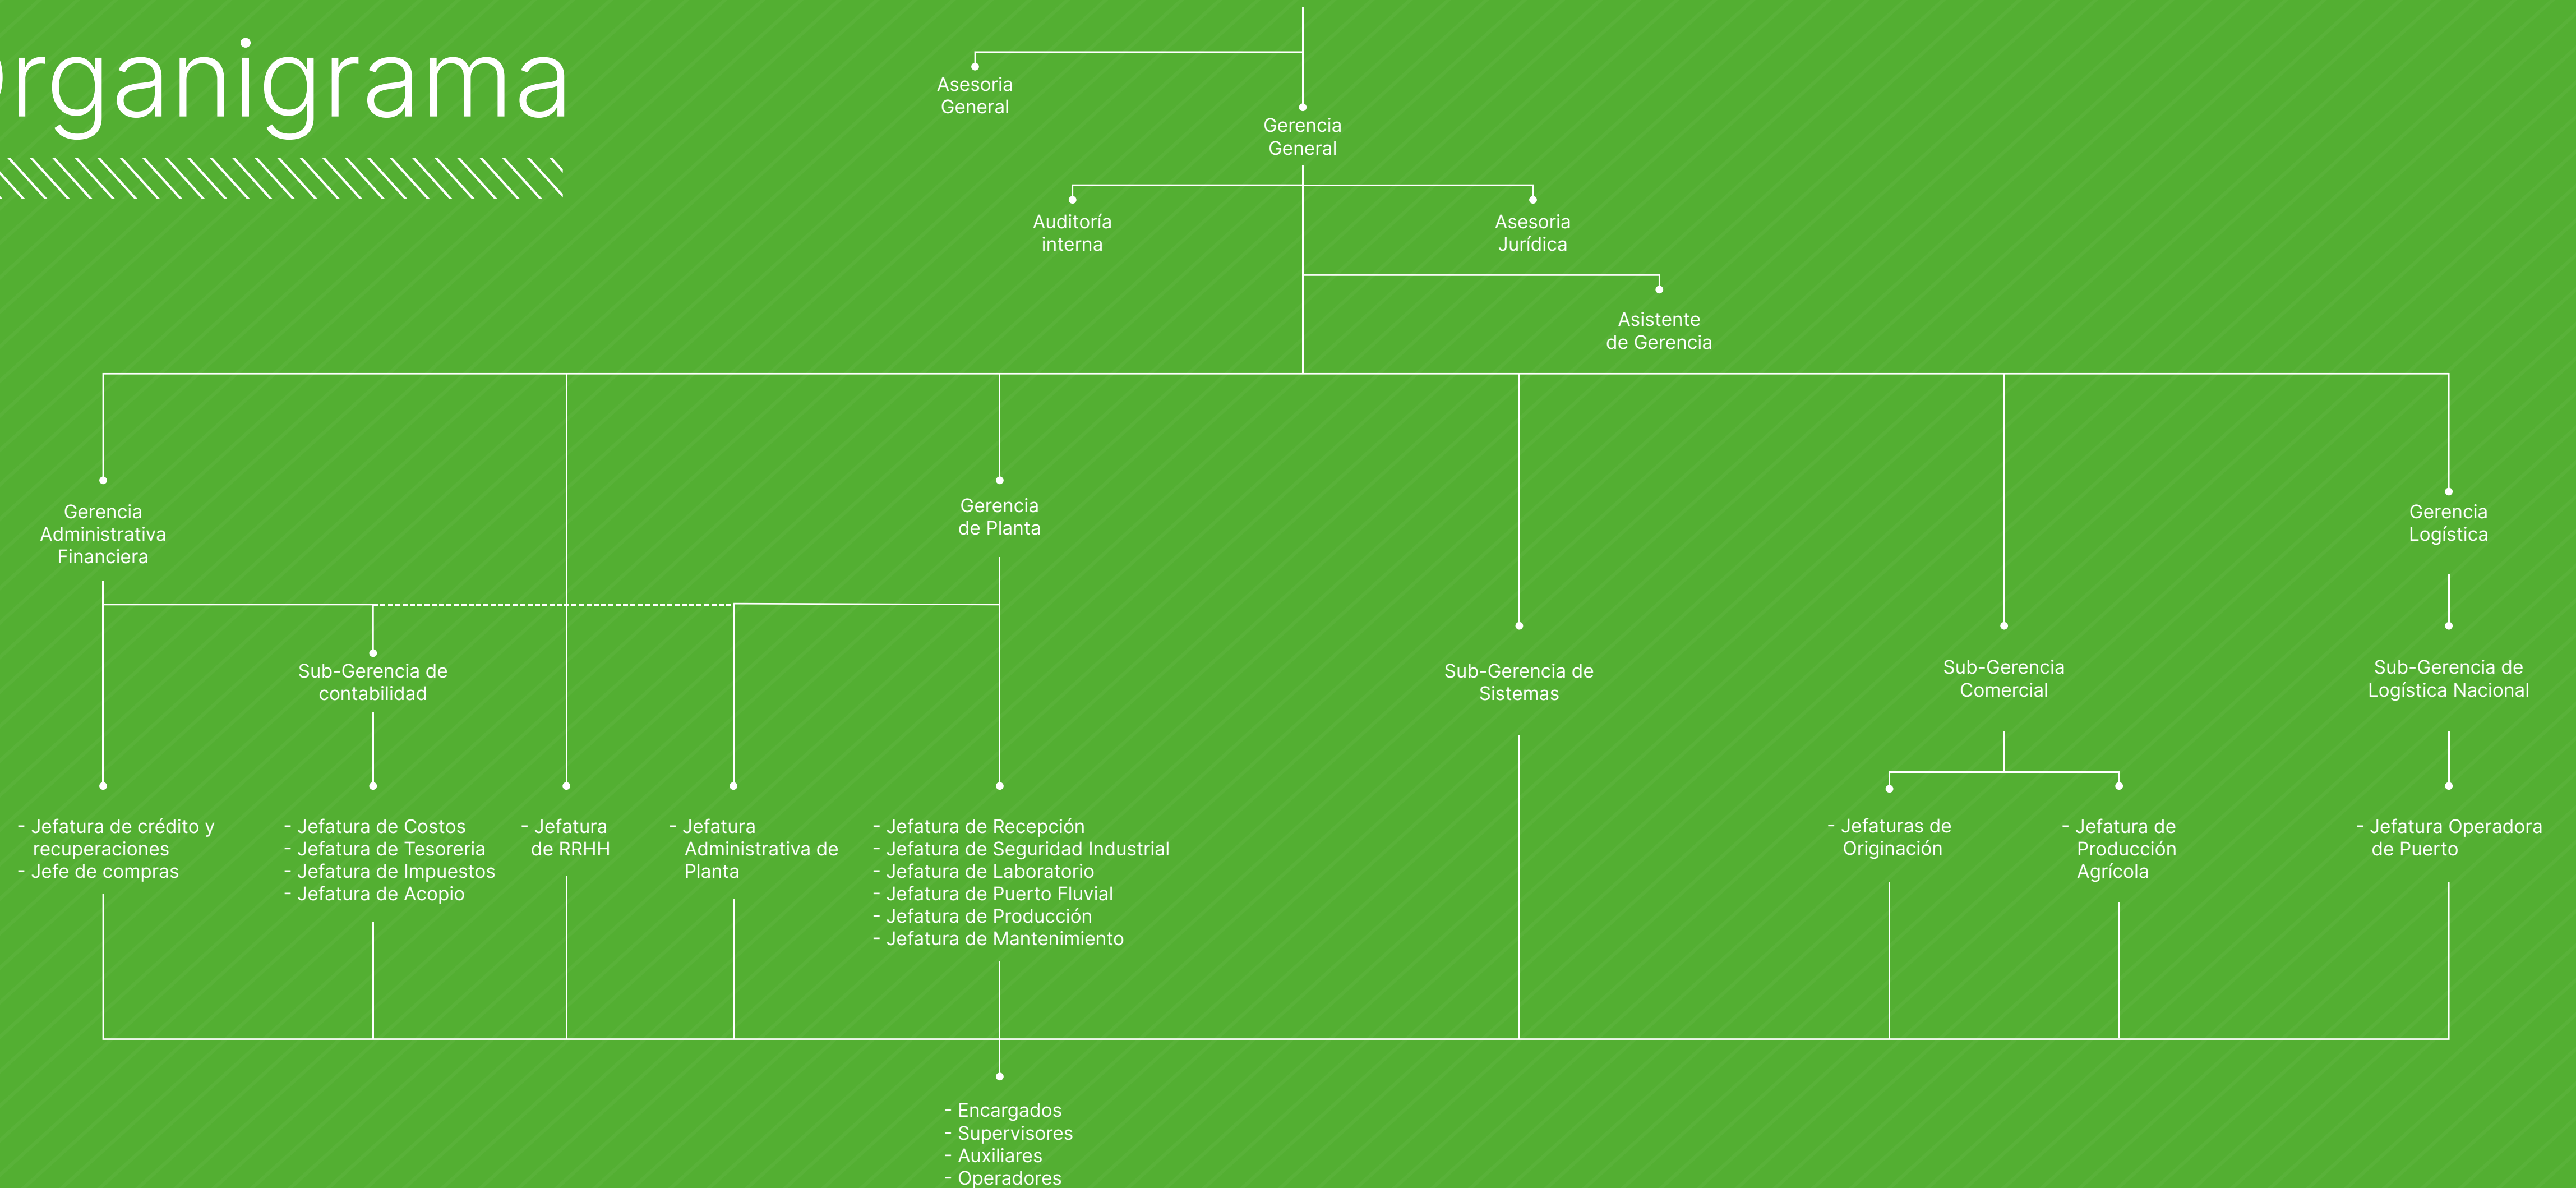 Organigrama
Asesoria
General
Gerencia
General
Auditoría
interna
Asesoria
Jurídica
Asistente
de Gerencia
Gerencia
Administrativa
Financiera
Gerencia
de Planta
Gerencia
Logística
Sub-Gerencia de
contabilidad
Sub-Gerencia de
Sistemas
Sub-Gerencia
Comercial
Sub-Gerencia de
Logística Nacional
- Jefatura de crédito y
recuperaciones
- Jefe de compras
- Jefatura de Costos
- Jefatura de Tesoreria
- Jefatura de Impuestos
- Jefatura de Acopio
- Jefatura
de RRHH
- Jefatura
Administrativa de
Planta
- Jefatura de Recepción
- Jefatura de Seguridad Industrial
- Jefatura de Laboratorio
- Jefatura de Puerto Fluvial
- Jefatura de Producción
- Jefatura de Mantenimiento
- Jefaturas de
Originación
- Jefatura de
Producción
Agrícola
- Jefatura Operadora
de Puerto
- Encargados
- Supervisores
- Auxiliares
- Operadores